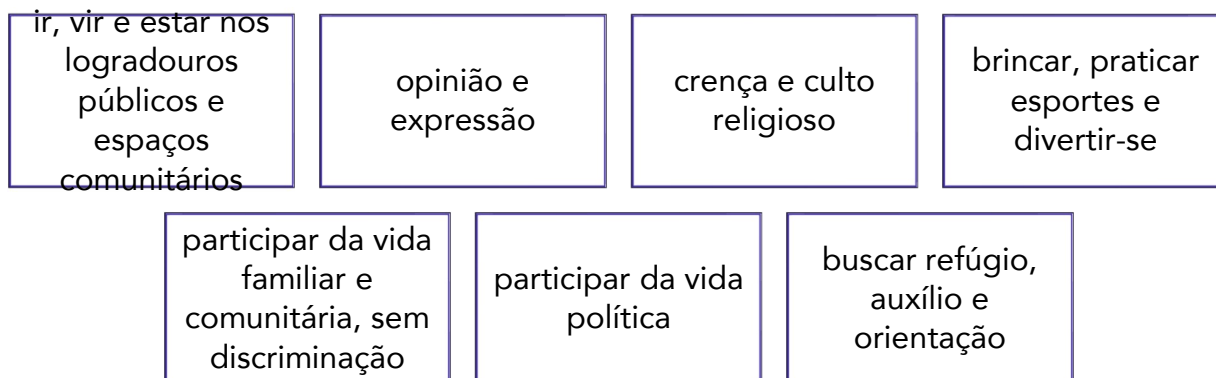 ir, vir e estar nos
logradouros
públicos e
espaços
comunitários
opinião e
expressão
crença e culto
religioso
brincar, praticar
esportes e
divertir-se
participar da vida
familiar e
comunitária, sem
discriminação
participar da vida
política
buscar refúgio,
auxílio e
orientação